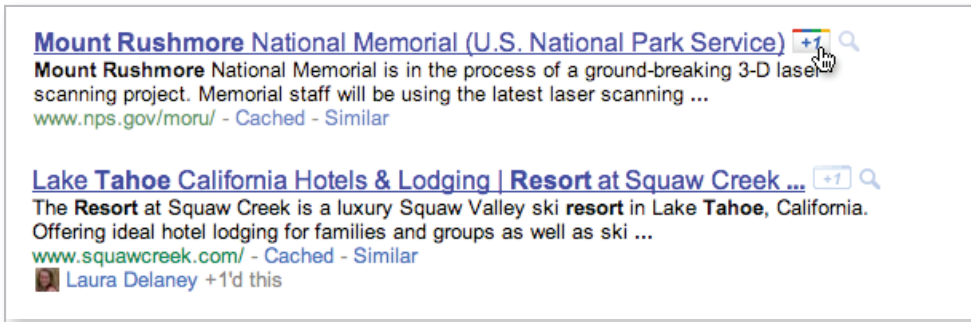 Mount Rushmore National Memorial (U.S. National Park Service) +1
Mount Rushmore National Memorial is in the process of a ground-breaking 3-D laser
scanning project. Memorial staff will be using the latest laser scanning ...
www.nps.gov/moru/ - Cached - Similar
Lake Tahoe California Hotels & Lodging | Resort at Squaw Creek ... +1
The Resort at Squaw Creek is a luxury Squaw Valley ski resort in Lake Tahoe, California.
Offering ideal hotel lodging for families and groups as well as ski ...
www.squawcreek.com/ - Cached - Similar
Laura Delaney +1'd this